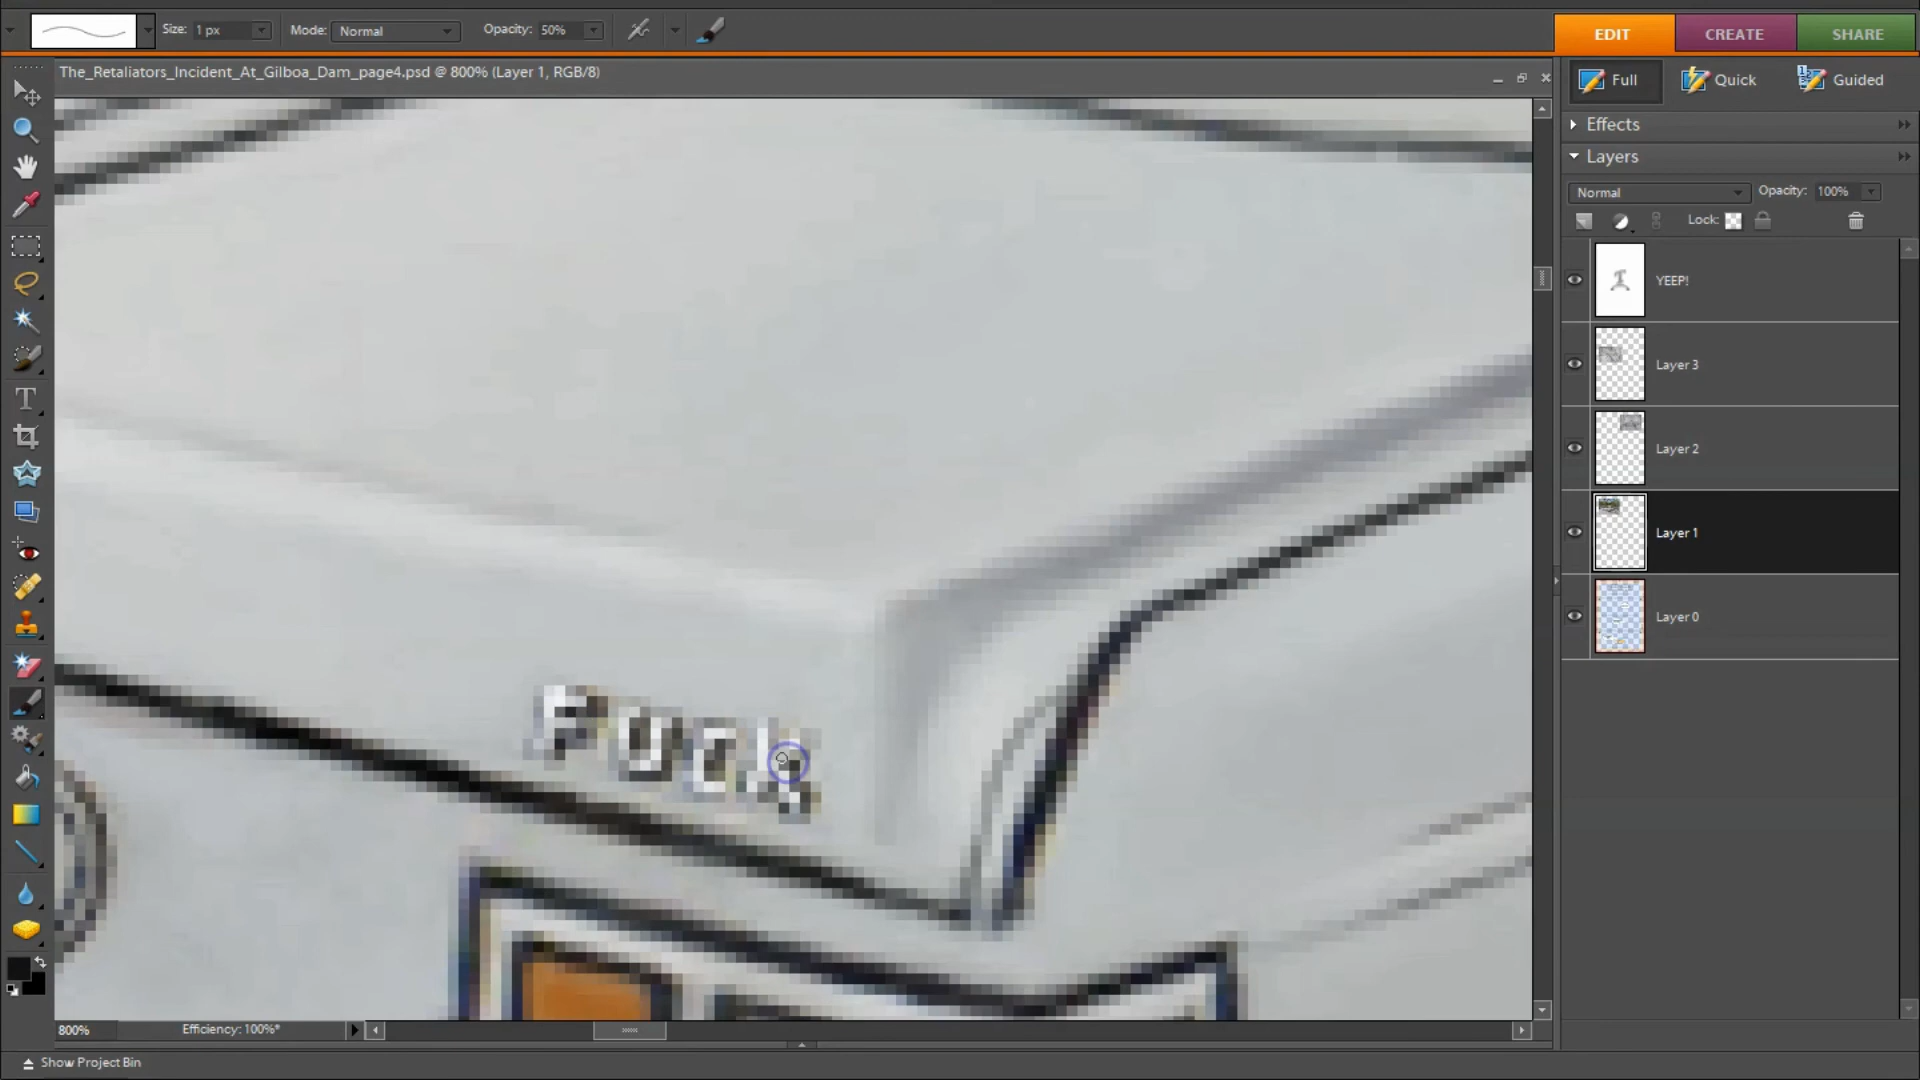 Size: 1 px Mode: Normal Opacity: 50%
EDIT CREATE SHARE
The_Retaliators_Incident_At_Gilboa_Dam_page4.psd @ 800% (Layer 1, RGB/8)
Full Quick Guided
Effects
Layers
Normal Opacity: 100%
Lock:
YEEP!
Layer 3
Layer 2
Layer 1
Layer 0
800% Efficiency: 100%*
Show Project Bin